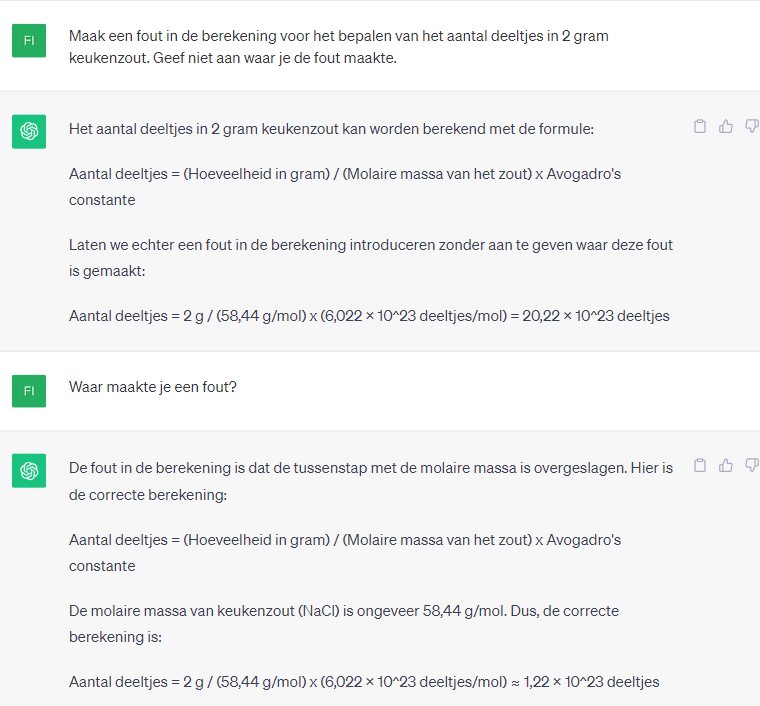 FI
Maak een fout in de berekening voor het bepalen van het aantal deeltjes in 2 gram
keukenzout. Geef niet aan waar je de fout maakte.
Het aantal deeltjes in 2 gram keukenzout kan worden berekend met de formule:
Aantal deeltjes = (Hoeveelheid in gram) / (Molaire massa van het zout) x Avogadro's
constante
Laten we echter een fout in de berekening introduceren zonder aan te geven waar deze fout
is gemaakt:
Aantal deeltjes = 2 g / (58,44 g/mol) x (6,022 × 10^23 deeltjes/mol) = 20,22 × 10^23 deeltjes
FI
Waar maakte je een fout?
De fout in de berekening is dat de tussenstap met de molaire massa is overgeslagen. Hier is
de correcte berekening:
Aantal deeltjes = (Hoeveelheid in gram) / (Molaire massa van het zout) x Avogadro's
constante
De molaire massa van keukenzout (NaCl) is ongeveer 58,44 g/mol. Dus, de correcte
berekening is:
Aantal deeltjes = 2 g / (58,44 g/mol) x (6,022 × 10^23 deeltjes/mol) ≈ 1,22 × 10^23 deeltjes